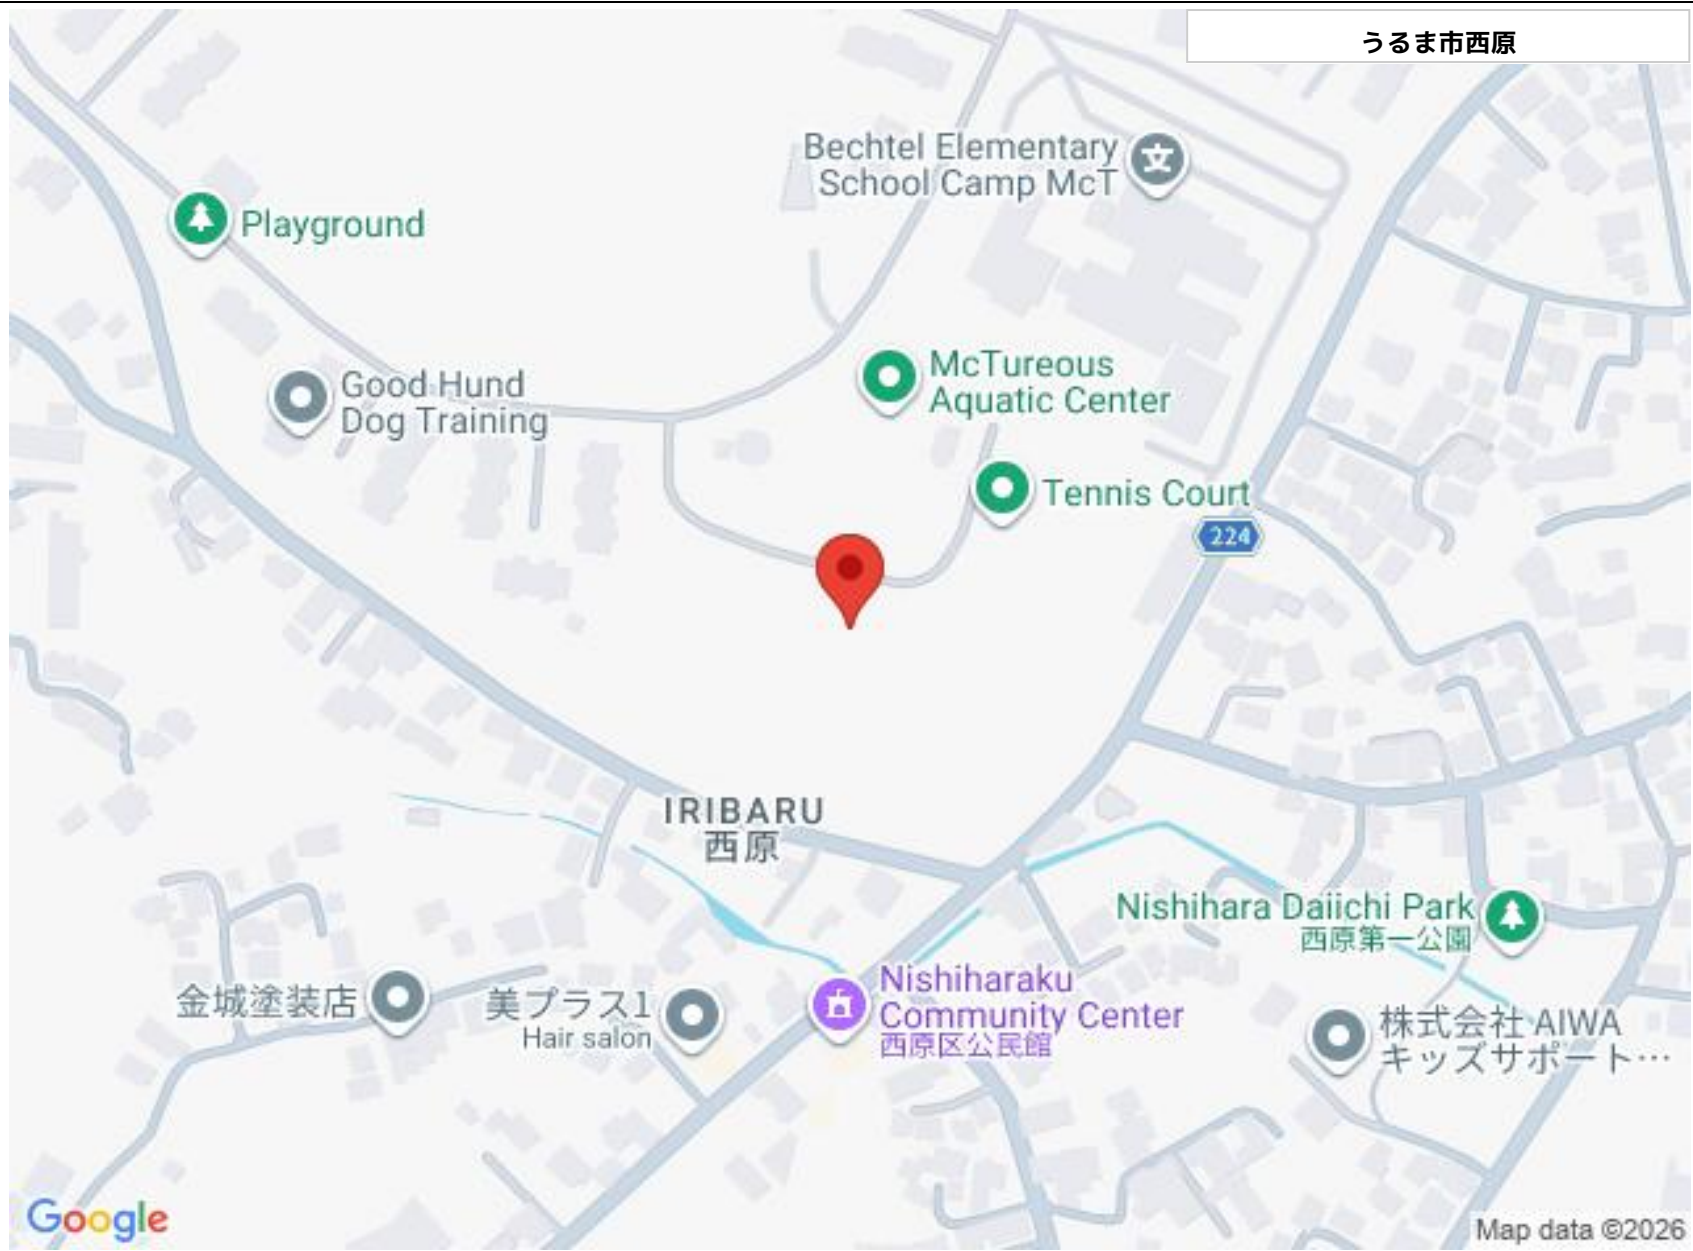 うるま市西原
Bechtel Elementary
School Camp McT
文
Playground
McTureous
Aquatic Center
Good Hund
Dog Training
Tennis Court
224
IRIBARU
西原
Nishihara Daiichi Park
西原第一公園
Nishiharaku
Community Center
西原区公民館
金城塗装店
美プラス1
Hair salon
株式会社 AIWA
キッズサポート…
Google
Map data ©2026